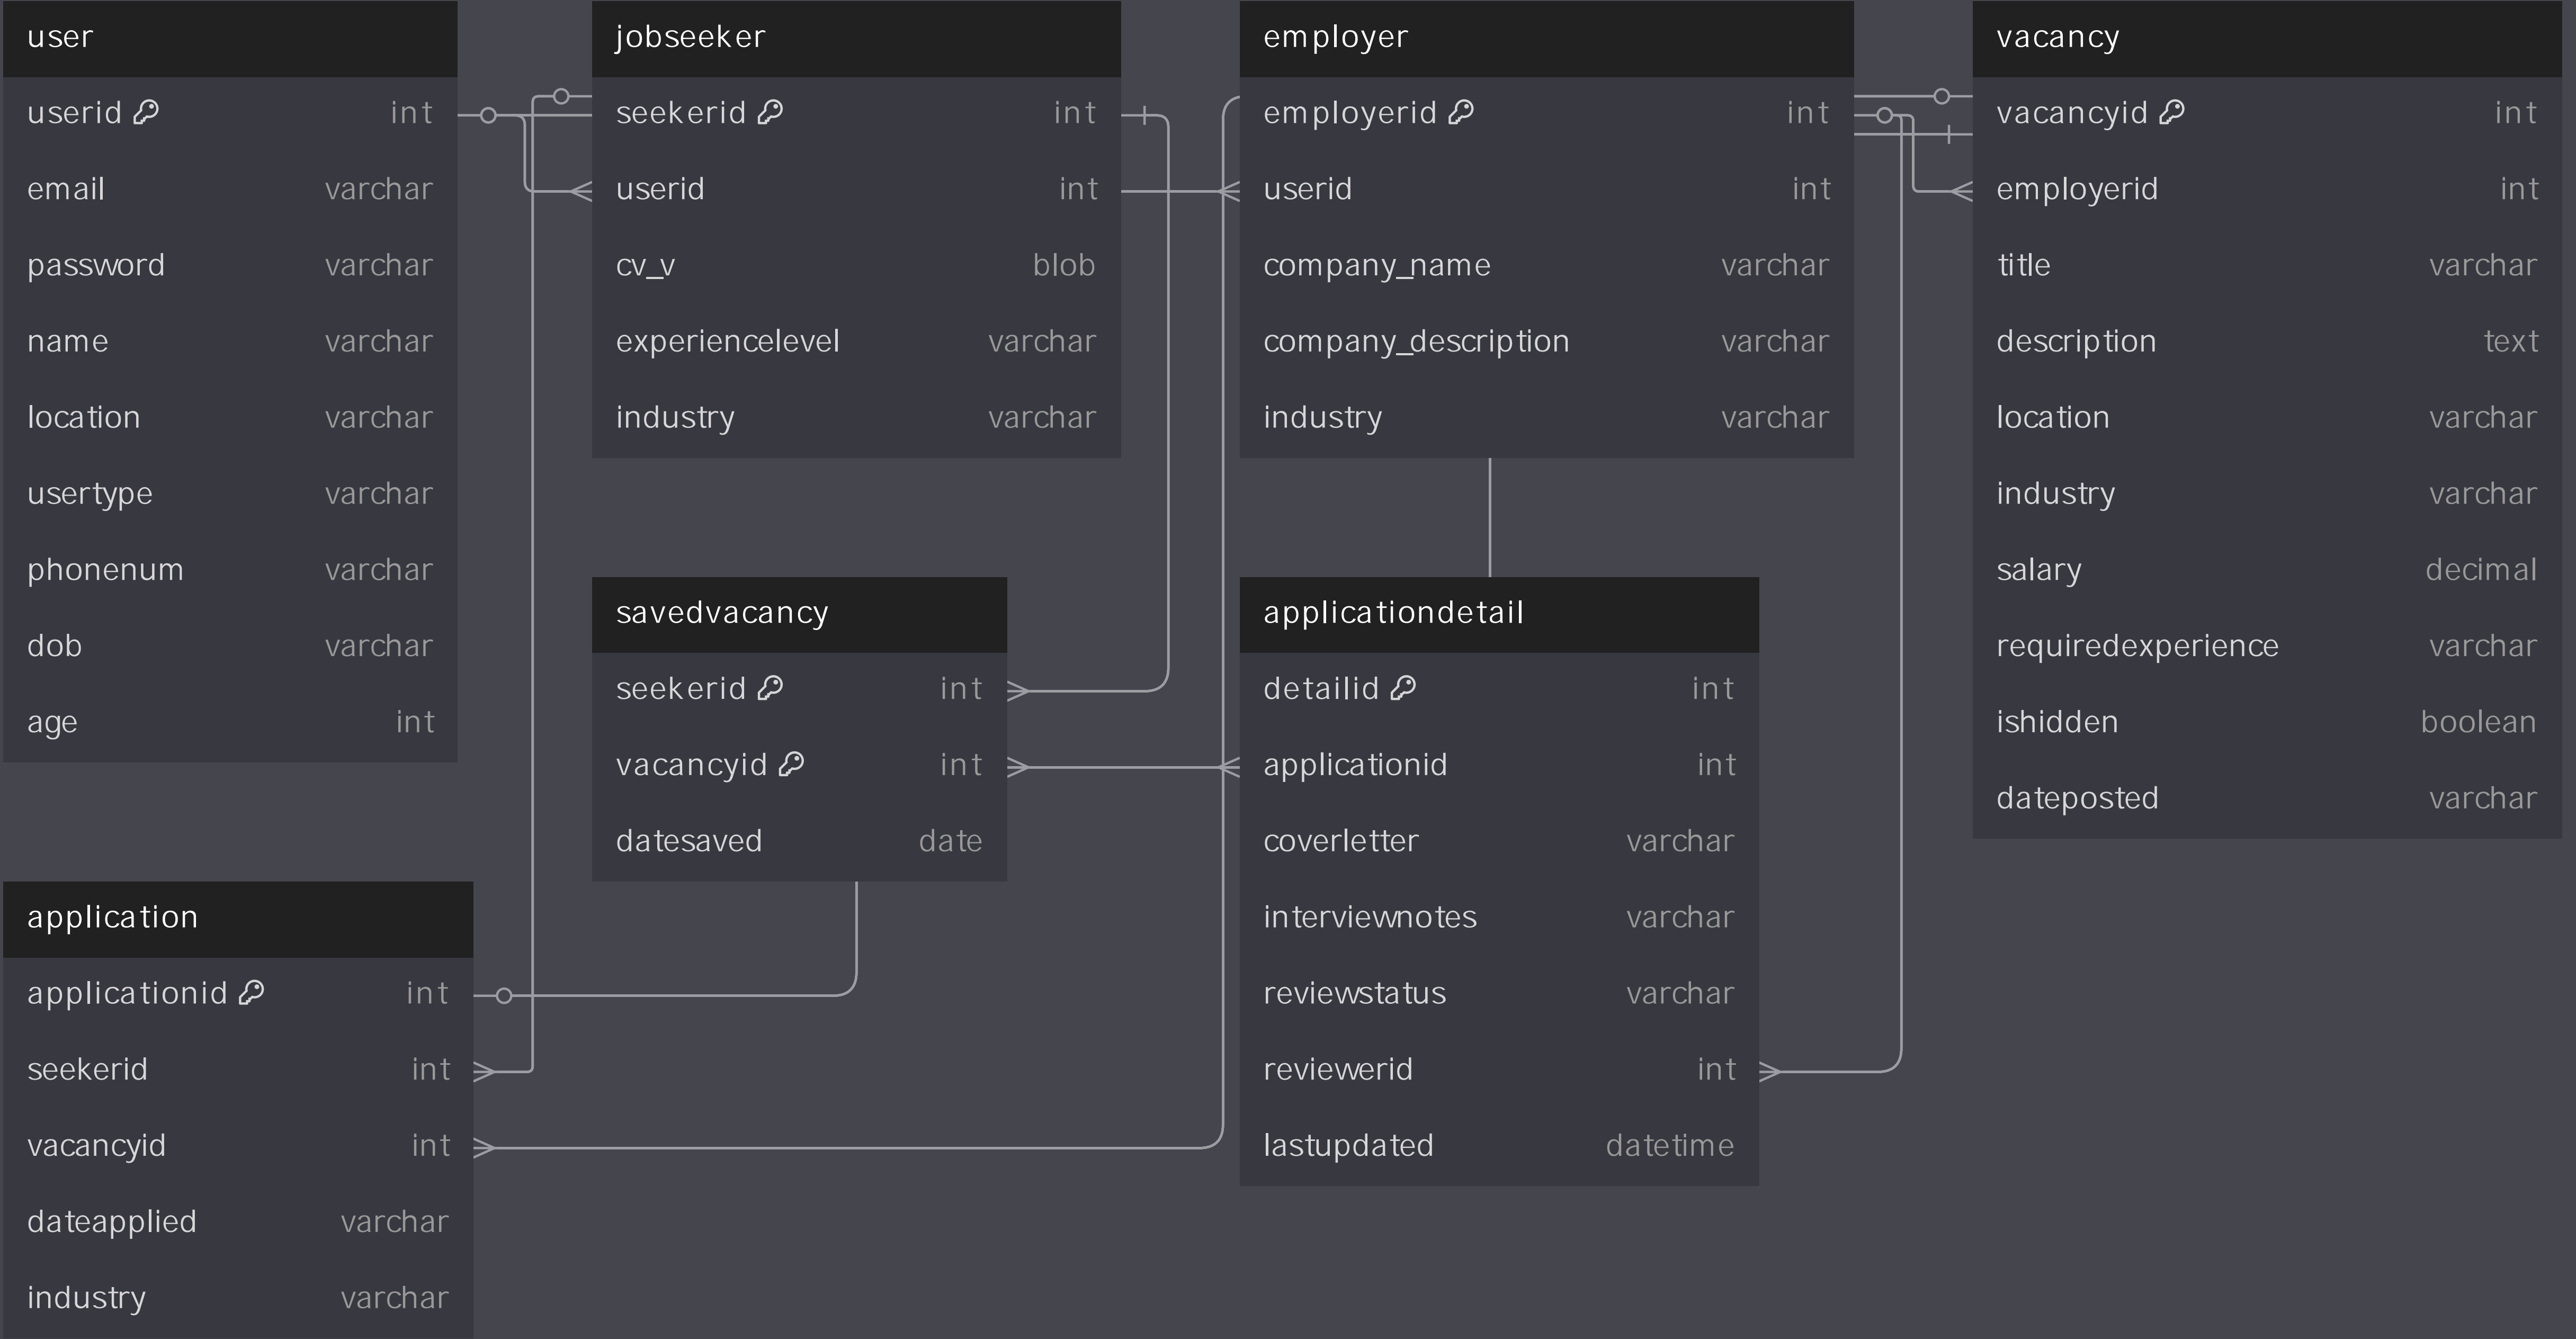 user
userid int
email varchar
password varchar
name varchar
location varchar
usertype varchar
phonenum varchar
dob varchar
age int
jobseeker
seekerid int
userid int
cv_v blob
experiencelevel varchar
industry varchar
employer
employerid int
userid int
company_name varchar
company_description varchar
industry varchar
vacancy
vacancyid int
employerid int
title varchar
description text
location varchar
industry varchar
salary decimal
requiredexperience varchar
ishidden boolean
dateposted varchar
savedvacancy
seekerid int
vacancyid int
datesaved date
applicationdetail
detailid int
applicationid int
coverletter varchar
interviewnotes varchar
reviewstatus varchar
reviewerid int
lastupdated datetime
application
applicationid int
seekerid int
vacancyid int
dateapplied varchar
industry varchar